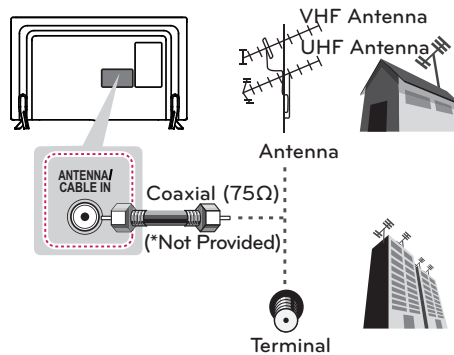 VHF Antenna
UHF Antenna
Antenna
ANTENNA/
CABLE IN
Coaxial (75Ω)
(*Not Provided)
Terminal